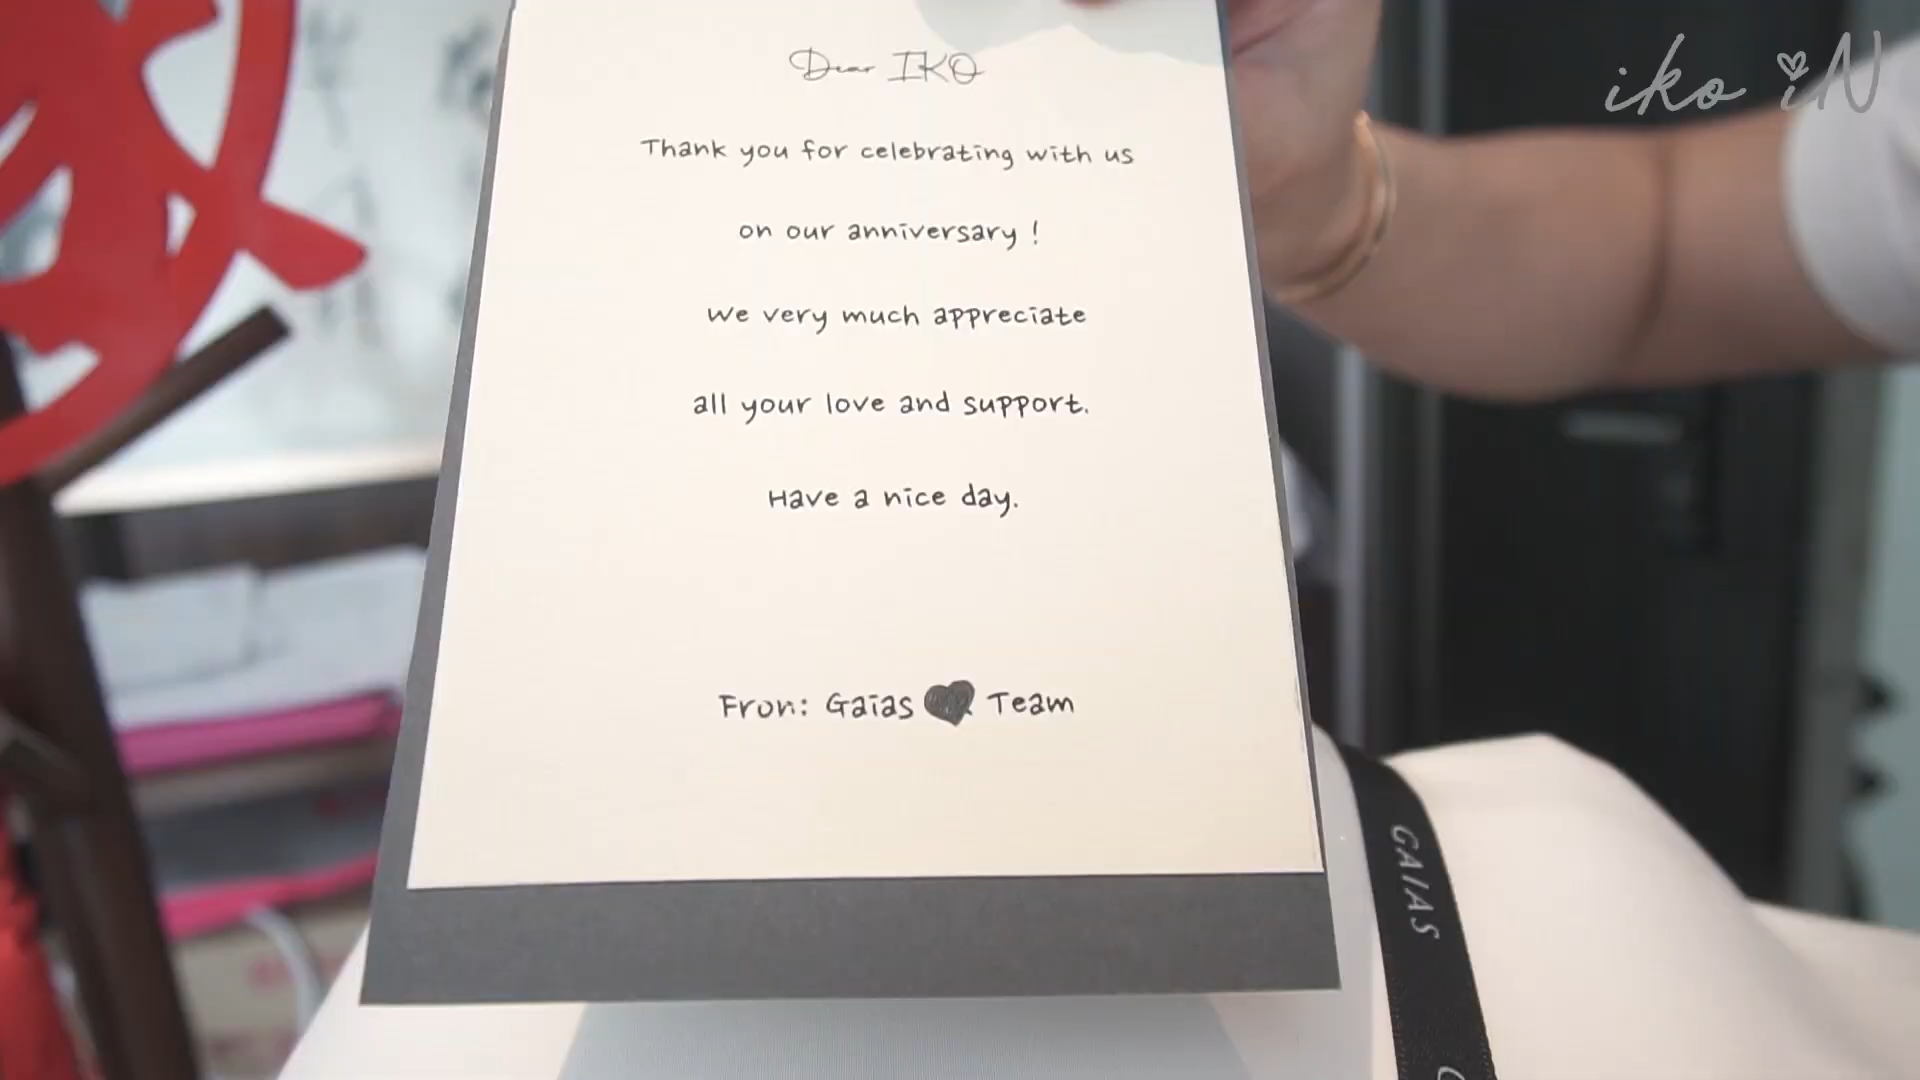 iko iN
Dear IKO
Thank you for celebrating with us
on our anniversary !
We very much appreciate
all your love and support.
Have a nice day.
Fron: Gaias Team
GAIAS